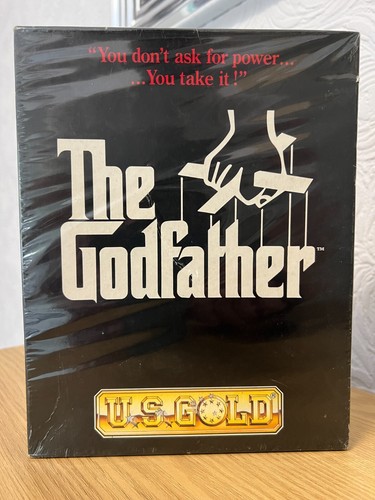 "You don't ask for power...
...You take it!"
The
Godfather™
U.S. GOLD